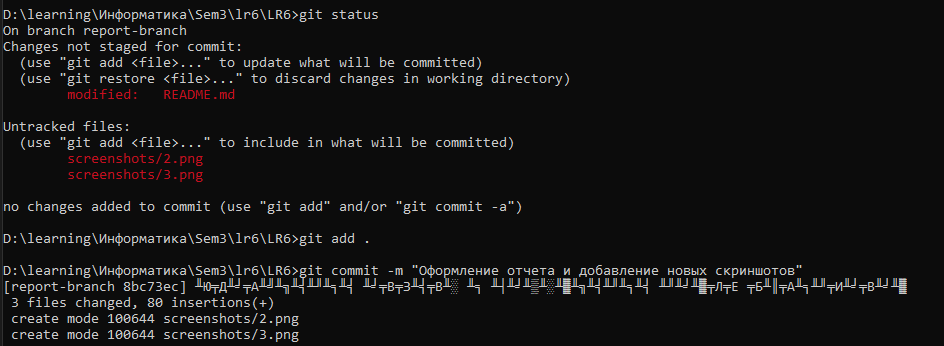 D:\learning\Информатика\Sem3\lr6\LR6>git status
On branch report-branch
Changes not staged for commit:
  (use "git add <file>..." to update what will be committed)
  (use "git restore <file>..." to discard changes in working directory)
        modified:   README.md
Untracked files:
  (use "git add <file>..." to include in what will be committed)
        screenshots/2.png
        screenshots/3.png
no changes added to commit (use "git add" and/or "git commit -a")
D:\learning\Информатика\Sem3\lr6\LR6>git add .
D:\learning\Информатика\Sem3\lr6\LR6>git commit -m "Оформление отчета и добавление новых скриншотов"
[report-branch 8bc73ec]
 3 files changed, 80 insertions(+)
 create mode 100644 screenshots/2.png
 create mode 100644 screenshots/3.png